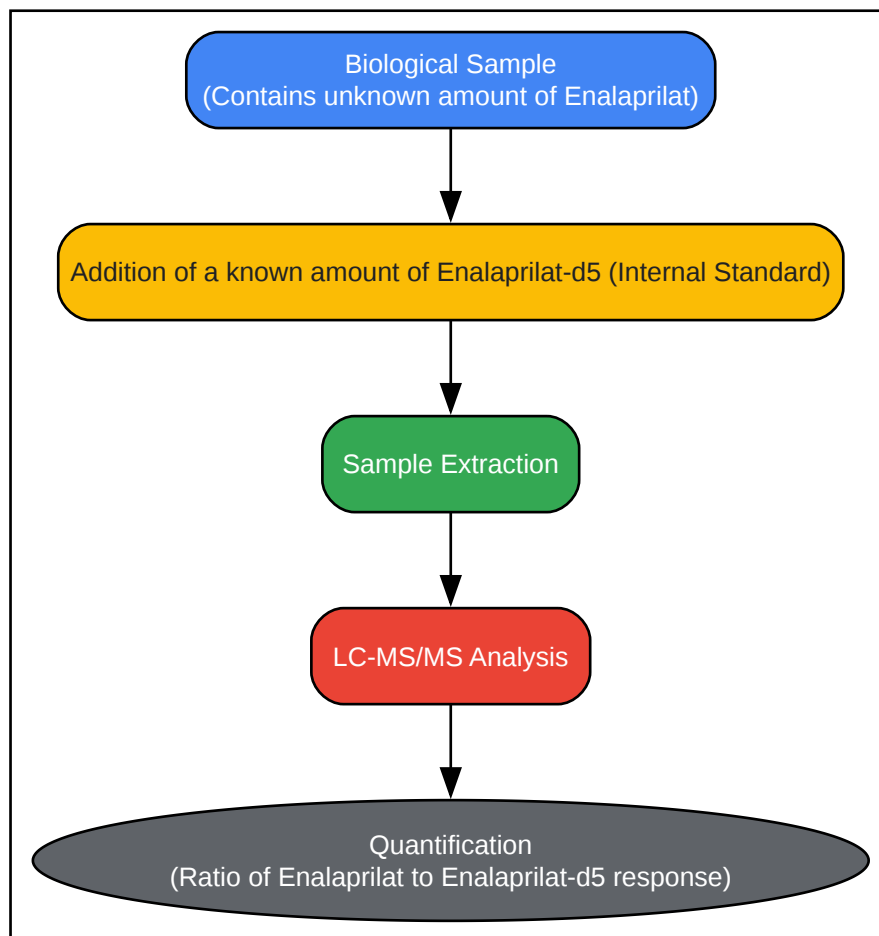 Biological Sample
(Contains unknown amount of Enalaprilat)
Addition of a known amount of Enalaprilat-d5 (Internal Standard)
Sample Extraction
LC-MS/MS Analysis
Quantification
(Ratio of Enalaprilat to Enalaprilat-d5 response)